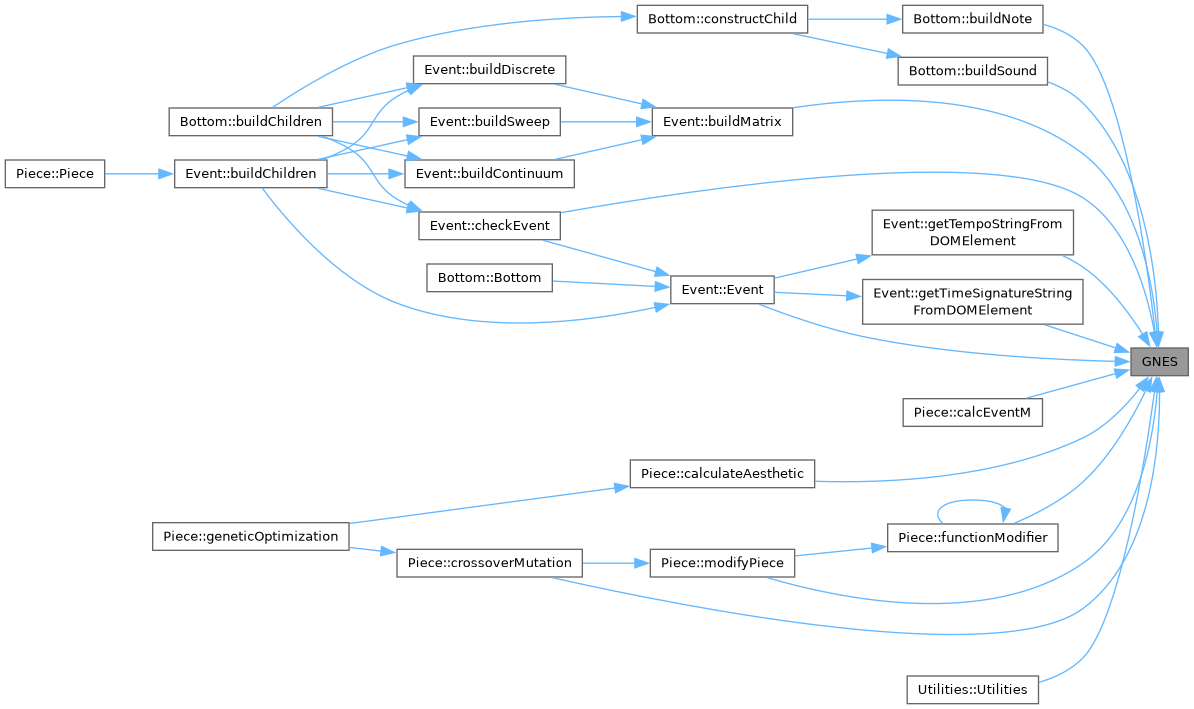 Bottom::constructChild
Bottom::buildNote
Event::buildDiscrete
Bottom::buildSound
Bottom::buildChildren
Event::buildSweep
Event::buildMatrix
Piece::Piece
Event::buildChildren
Event::buildContinuum
Event::checkEvent
Event::getTempoStringFrom
DOMElement
Bottom::Bottom
Event::Event
Event::getTimeSignatureString
FromDOMElement
GNES
Piece::calcEventM
Piece::calculateAesthetic
Piece::geneticOptimization
Piece::functionModifier
Piece::crossoverMutation
Piece::modifyPiece
Utilities::Utilities